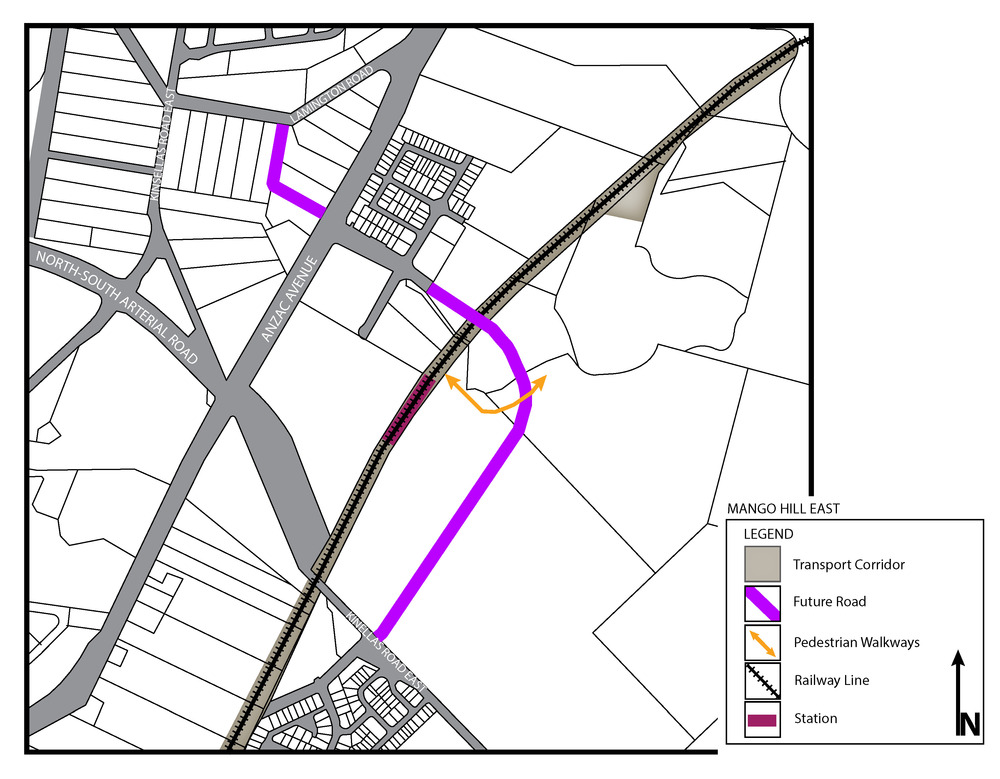 LAMINGTON ROAD
KINSELLAS ROAD EAST
NORTH-SOUTH ARTERIAL ROAD
ANZAC AVENUE
KINELLAS ROAD EAST
MANGO HILL EAST
LEGEND
Transport Corridor
Future Road
Pedestrian Walkways
Railway Line
Station
N